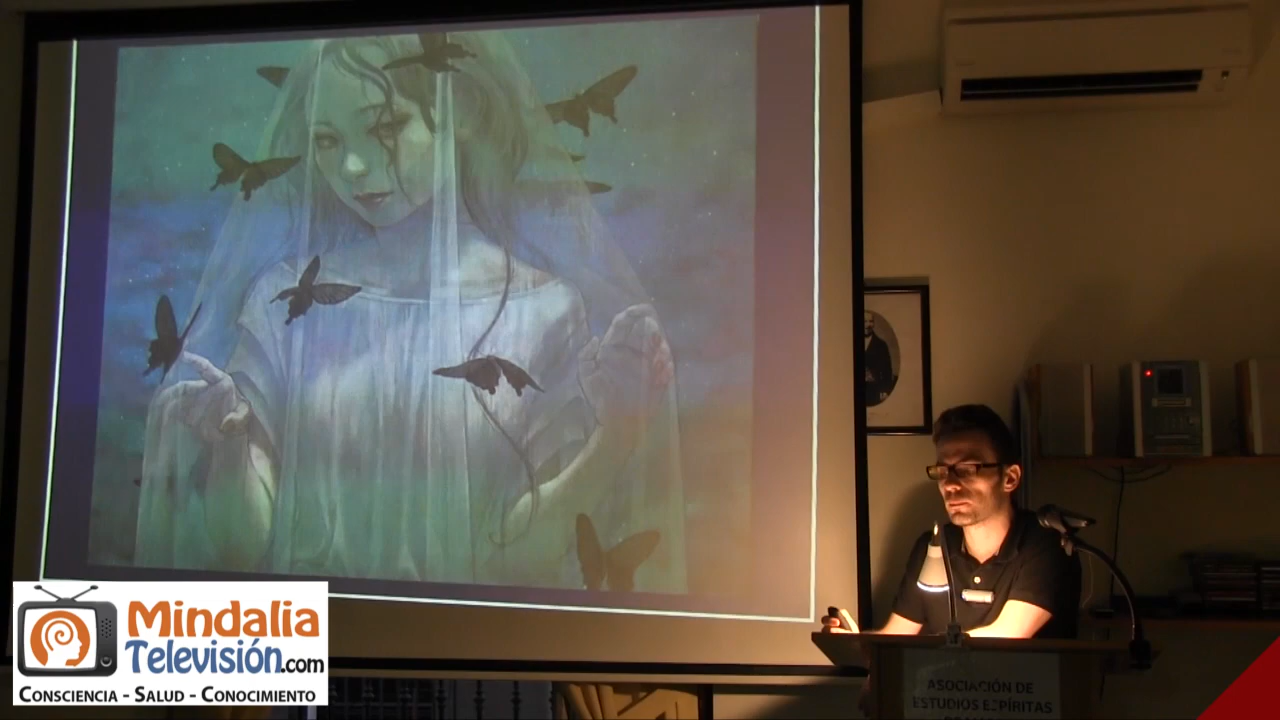 Mindalia
Televisión.com
CONSCIENCIA - SALUD - CONOCIMIENTO
ASOCIACIÓN DE
ESTUDIOS ESPÍRITAS